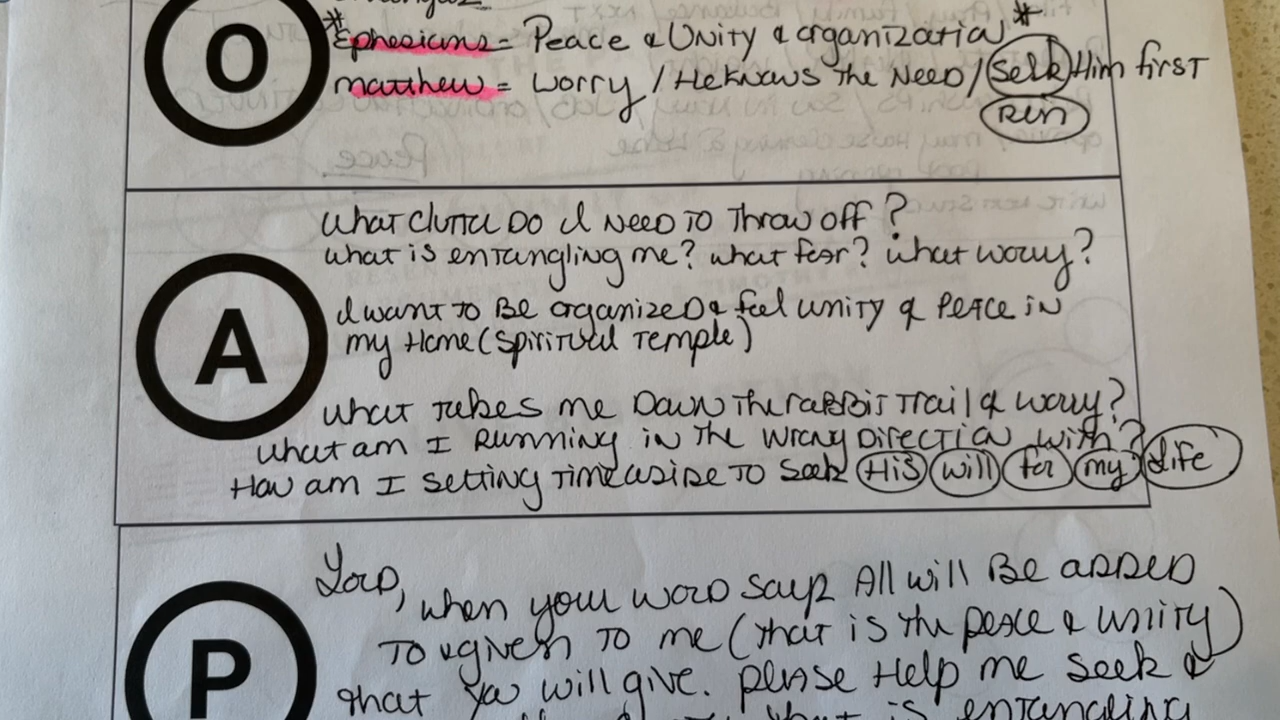 O
*Ephesians = Peace & Unity & organization*
matthew = worry / He knows the Need / Seek Him first
Run
Peace
A
what clutter Do I Need To Throw off?
what is entangling me? what fear? what worry?
I want to Be organized & feel unity & Peace in
my Home (spiritual Temple)
what takes me Down The rabbit Trail of worry?
what am I Running in The wrong Direction with?
How am I setting Time aside To Seek His will for my Life
P
Lord, when your word says All will Be added
To & given To me (that is the peace & unity)
that you will give. please Help me seek &
what is entangling